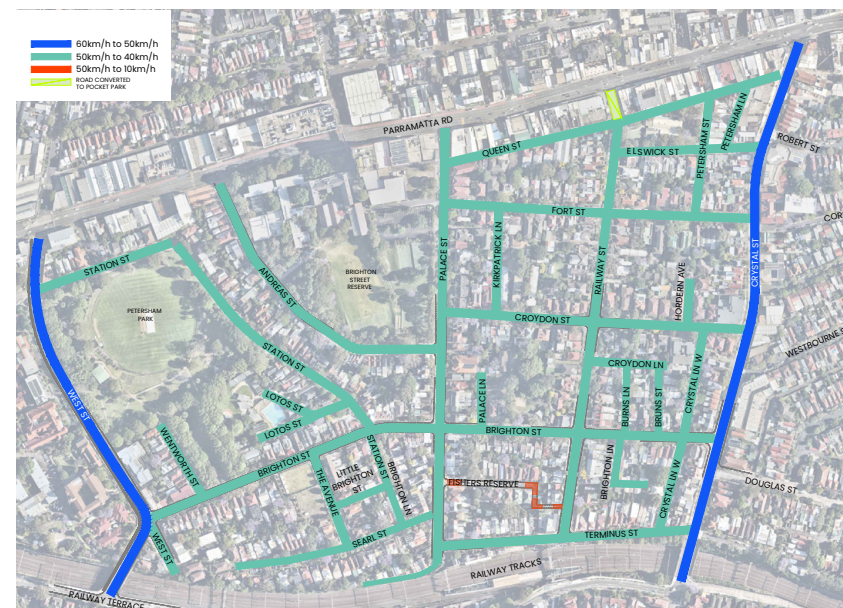 60km/h to 50km/h
50km/h to 40km/h
50km/h to 10km/h
ROAD CONVERTED
TO POCKET PARK
PARRAMATTA RD
QUEEN ST
ELSWICK ST
PETERSHAM ST
PETERSHAM LN
ROBERT ST
FORT ST
COR
STATION ST
ANDREAS ST
BRIGHTON
STREET
RESERVE
PALACE ST
KIRKPATRICK LN
RAILWAY ST
HORDERN AVE
CRYSTAL ST
PETERSHAM
PARK
CROYDON ST
WESTBOURNE S
STATION ST
CROYDON LN
WEST ST
LOTOS ST
LOTOS ST
PALACE LN
BURNS LN
BRUNS ST
CRYSTAL LN W
BRIGHTON ST
WENTWORTH ST
BRIGHTON ST
STATION ST
LITTLE
BRIGHTON
ST
THE AVENUE
BRIGHTON LN
FISHERS RESERVE
BRIGHTON LN
CRYSTAL LN W
DOUGLAS ST
WEST ST
SEARL ST
TERMINUS ST
RAILWAY TRACKS
RAILWAY TERRACE